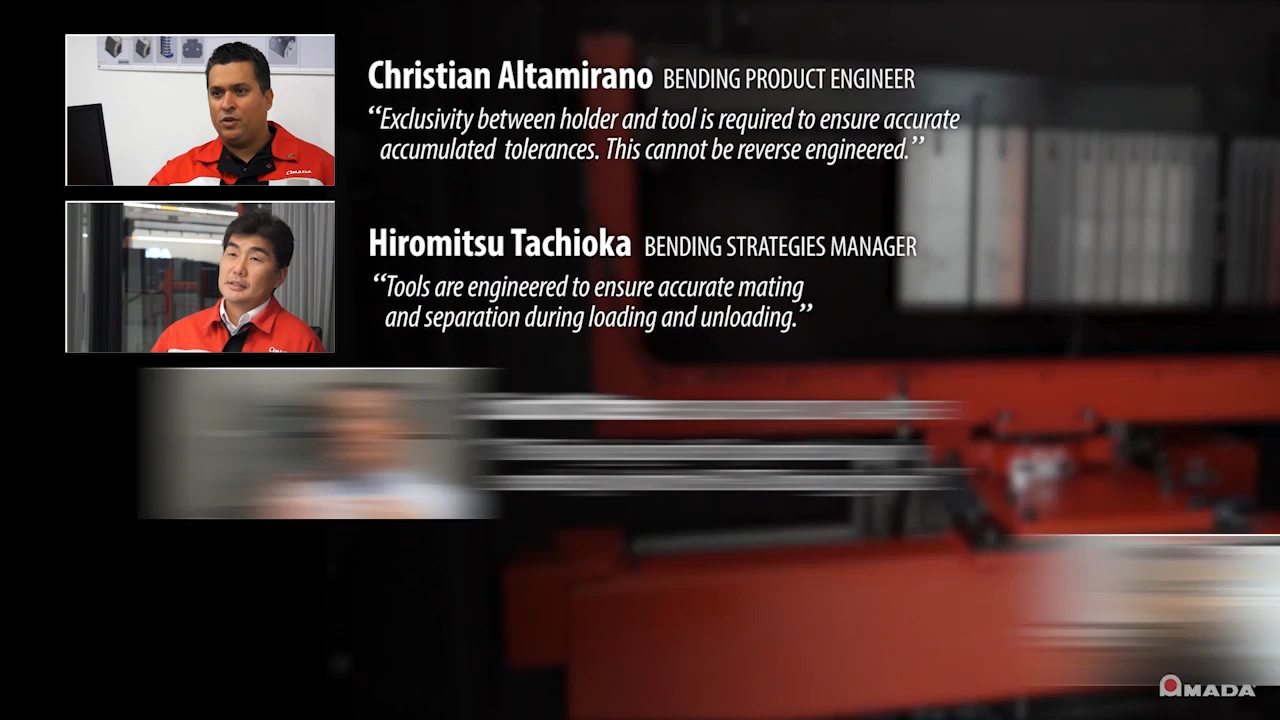 Christian Altamirano BENDING PRODUCT ENGINEER
“Exclusivity between holder and tool is required to ensure accurate
accumulated tolerances. This cannot be reverse engineered.”
Hiromitsu Tachioka BENDING STRATEGIES MANAGER
“Tools are engineered to ensure accurate mating
and separation during loading and unloading.”
AMADA